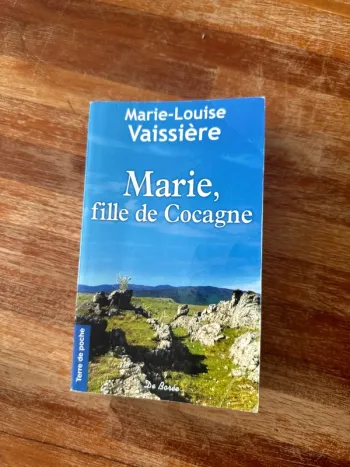 Marie-Louise
Vaissière
Marie,
fille de Cocagne
Terre de poche
De Borée